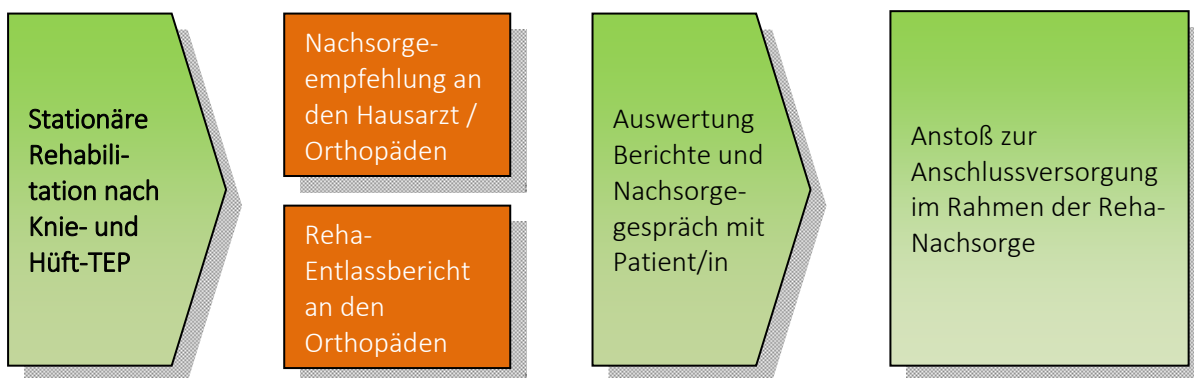 Stationäre
Rehabili-
tation nach
Knie- und
Hüft-TEP
Nachsorge-
empfehlung an
den Hausarzt /
Orthopäden
Reha-
Entlassbericht
an den
Orthopäden
Auswertung
Berichte und
Nachsorge-
gespräch mit
Patient/in
Anstoß zur
Anschlussversorgung
im Rahmen der Reha-
Nachsorge